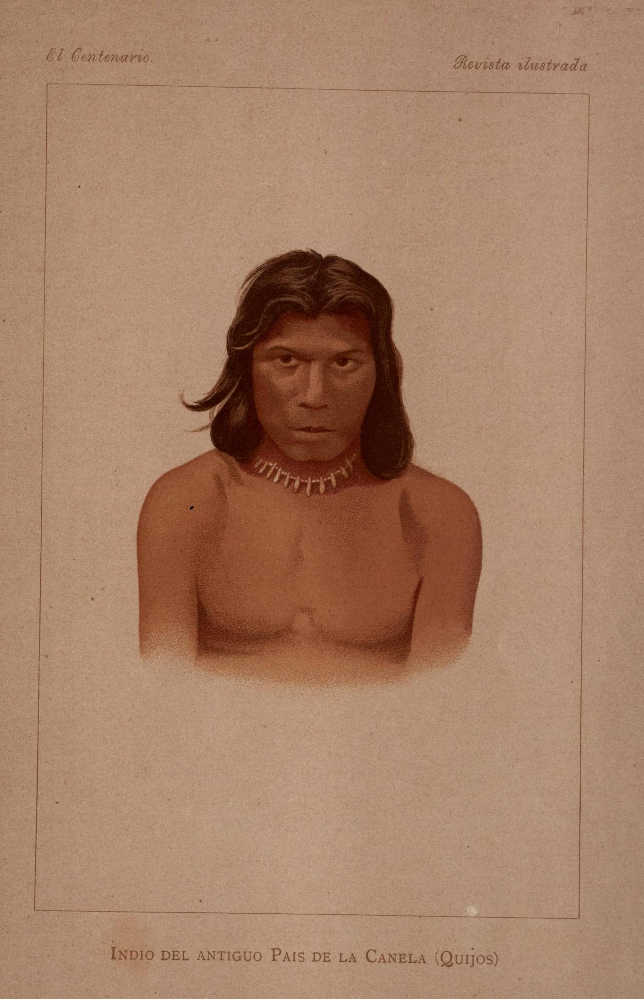 El Centenario.
Revista ilustrada
INDIO DEL ANTIGUO PAIS DE LA CANELA (QUIJOS)